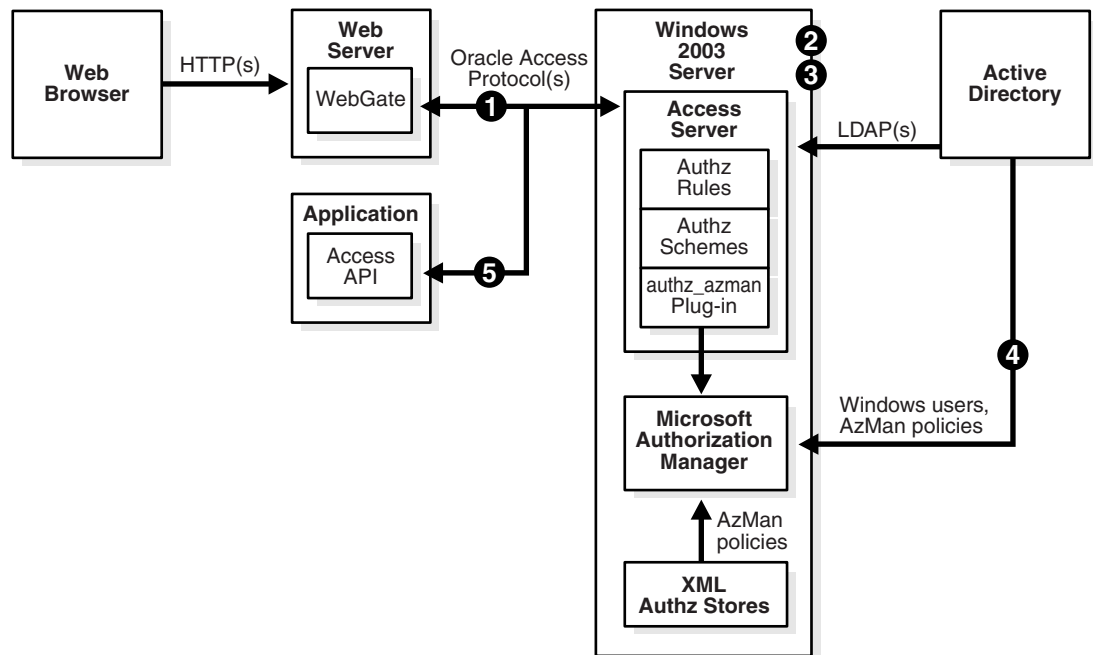 Web
Browser
HTTP(s)
Web
Server
WebGate
Oracle Access
Protocol(s)
1
Application
Access
API
5
Windows
2003
Server
2
3
Access
Server
Authz
Rules
Authz
Schemes
authz_azman
Plug-in
Microsoft
Authorization
Manager
AzMan
policies
XML
Authz Stores
LDAP(s)
Active
Directory
4
Windows users,
AzMan policies